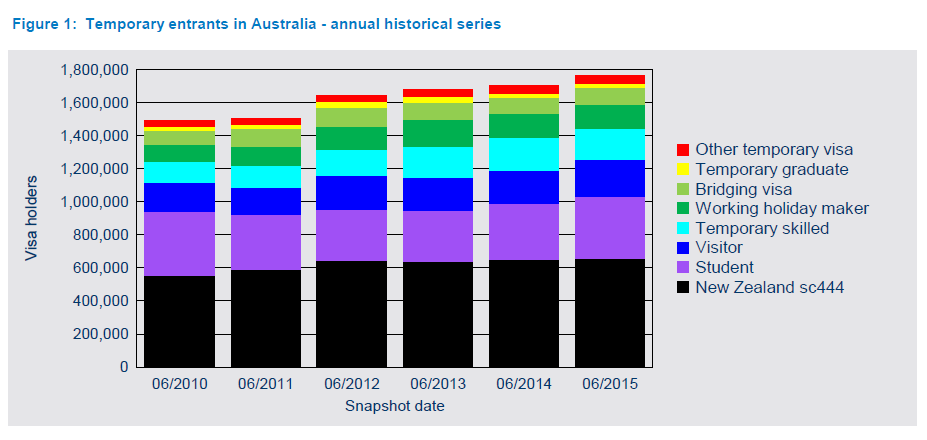 Figure 1: Temporary entrants in Australia - annual historical series
1,800,000
1,600,000
1,400,000
1,200,000
1,000,000
800,000
600,000
400,000
200,000
0
Visa holders
06/2010 06/2011 06/2012 06/2013 06/2014 06/2015
Snapshot date
Other temporary visa
Temporary graduate
Bridging visa
Working holiday maker
Temporary skilled
Visitor
Student
New Zealand sc444